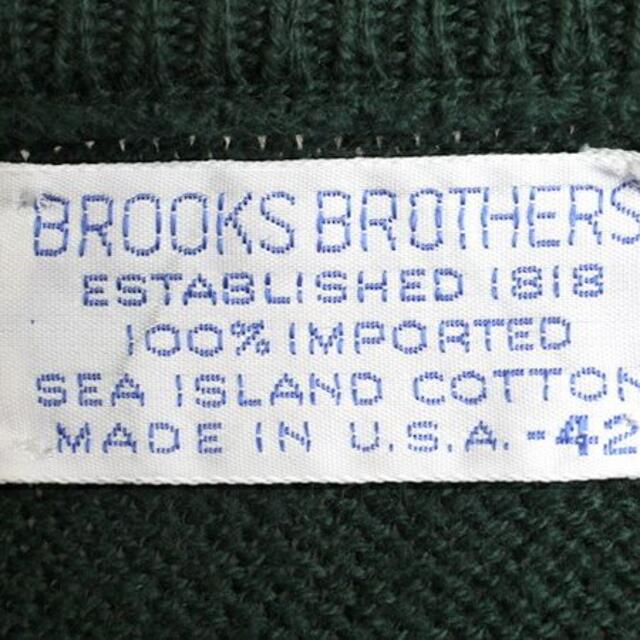 BROOKS BROTHERS
ESTABLISHED 1818
100% IMPORTED
SEA ISLAND COTTON
MADE IN U.S.A. -42